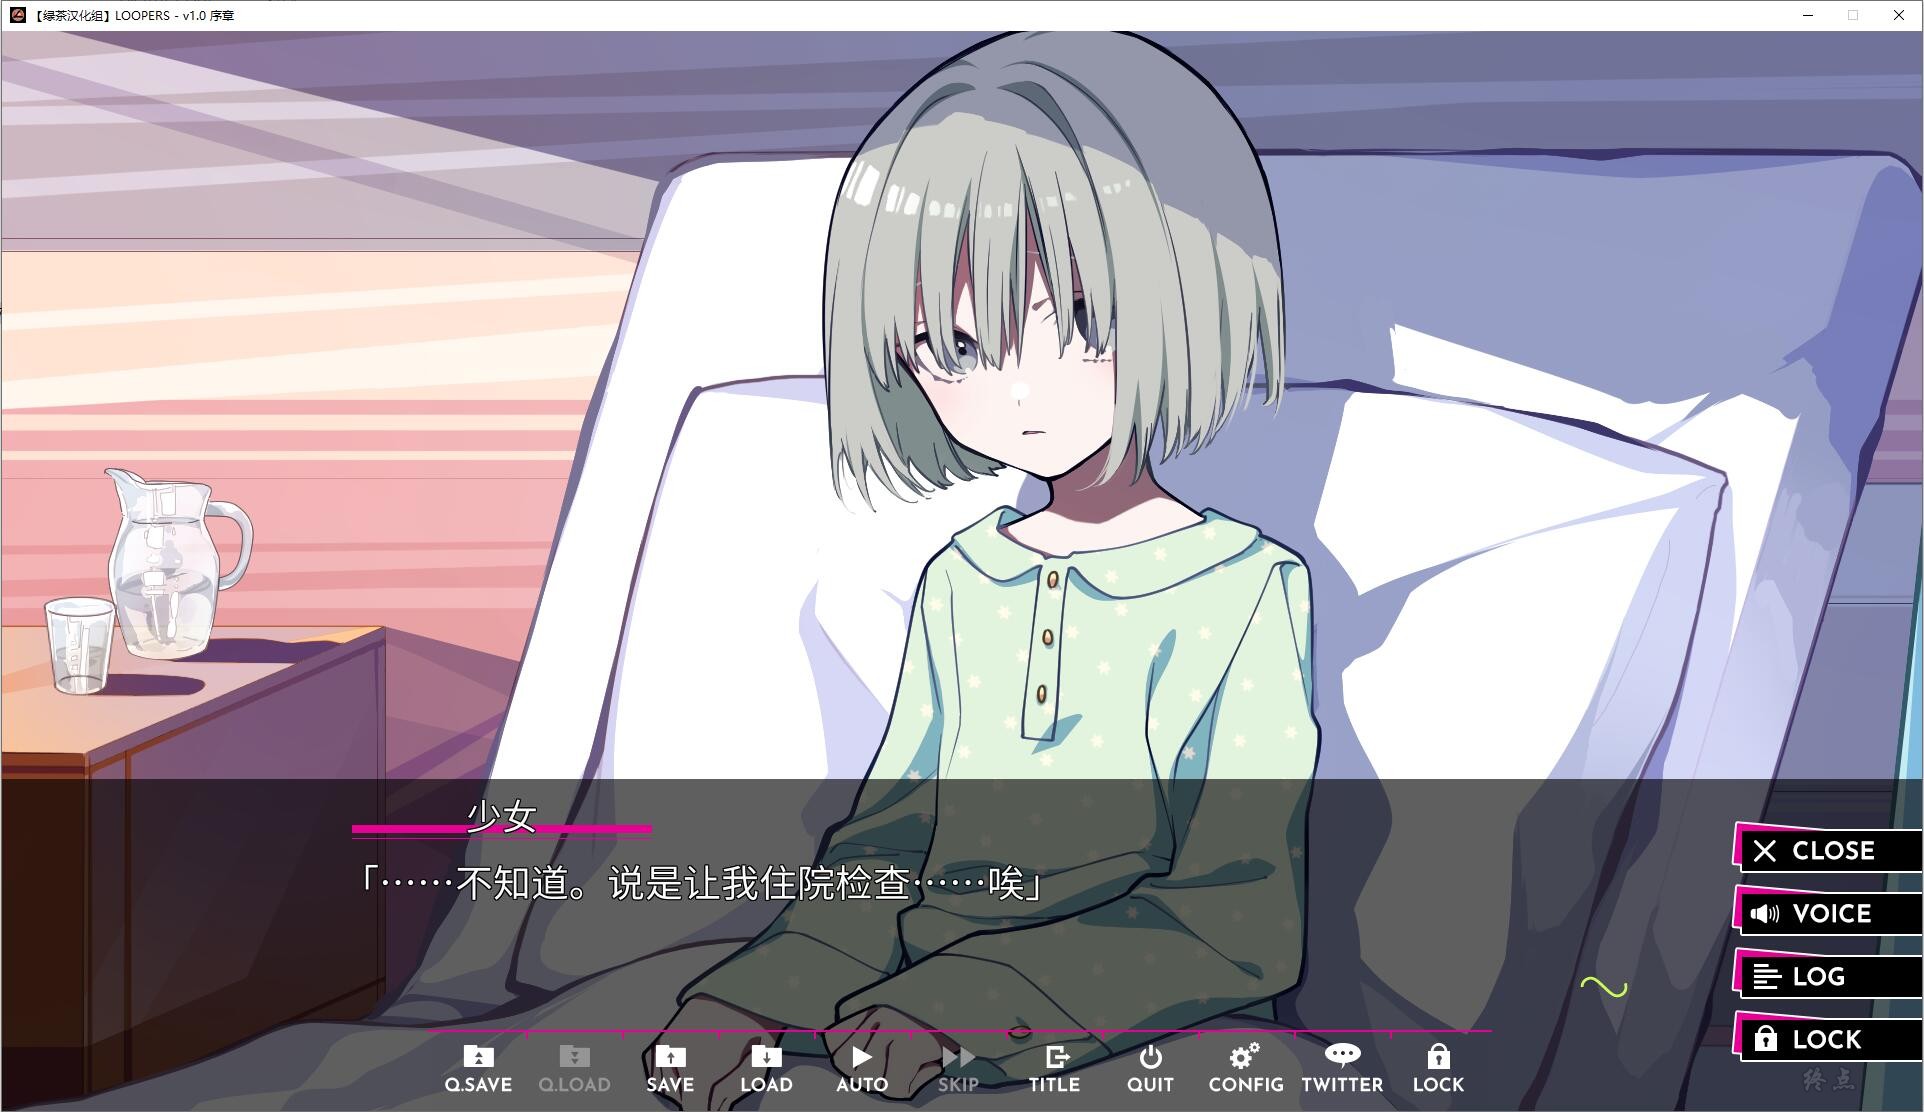 【绿茶汉化组】LOOPERS - v1.0 序章
少女
「⋯⋯不知道。说是让我住院检查⋯⋯唉」
CLOSE
VOICE
LOG
LOCK
Q.SAVE Q.LOAD SAVE LOAD AUTO SKIP TITLE QUIT CONFIG TWITTER LOCK
终点